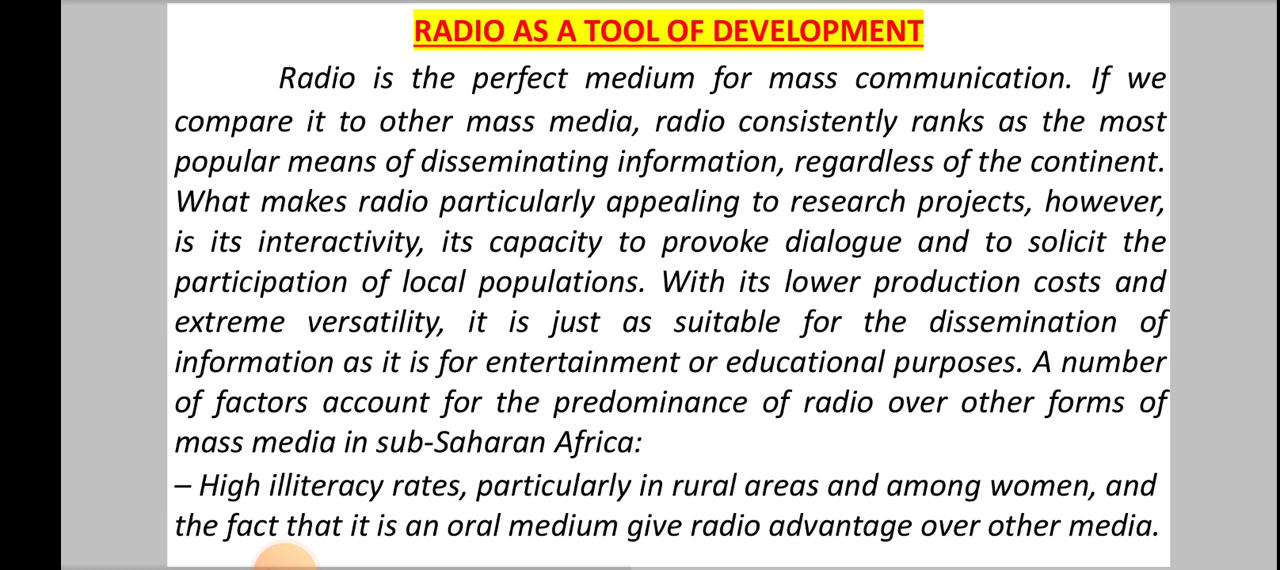 RADIO AS A TOOL OF DEVELOPMENT
Radio is the perfect medium for mass communication. If we
compare it to other mass media, radio consistently ranks as the most
popular means of disseminating information, regardless of the continent.
What makes radio particularly appealing to research projects, however,
is its interactivity, its capacity to provoke dialogue and to solicit the
participation of local populations. With its lower production costs and
extreme versatility, it is just as suitable for the dissemination of
information as it is for entertainment or educational purposes. A number
of factors account for the predominance of radio over other forms of
mass media in sub-Saharan Africa:
– High illiteracy rates, particularly in rural areas and among women, and
the fact that it is an oral medium give radio advantage over other media.